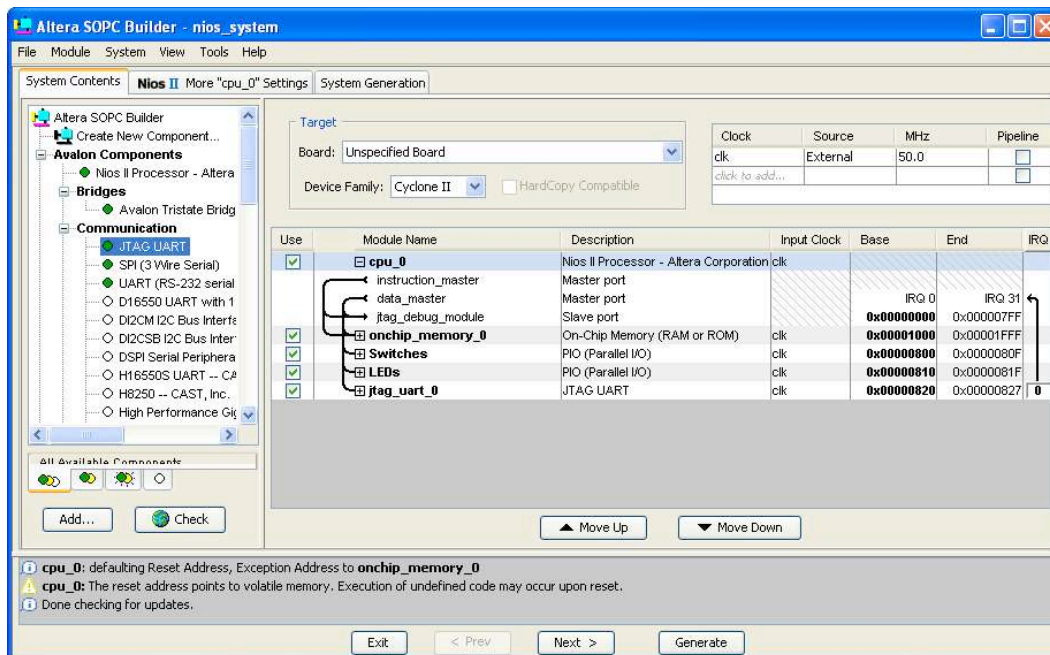 Altera SOPC Builder - nios_system
File Module System View Tools Help
System Contents Nios II More "cpu_0" Settings System Generation
Altera SOPC Builder
Create New Component...
Avalon Components
Nios II Processor - Altera
Bridges
Avalon Tristate Bridg
Communication
JTAG UART
SPI (3 Wire Serial)
UART (RS-232 serial
D16550 UART with 1
DI2CM I2C Bus Interfa
DI2CSB I2C Bus Inter
DSPI Serial Periphera
H16550S UART -- CA
H8250 -- CAST, Inc.
High Performance Gig
All Available Components
Add... Check
Target
Board: Unspecified Board
Device Family: Cyclone II HardCopy Compatible
Clock Source MHz Pipeline
clk External 50.0
click to add...
Use Module Name Description Input Clock Base End IRQ
cpu_0 Nios II Processor - Altera Corporation clk
instruction_master Master port
data_master Master port IRQ 0 IRQ 31
jtag_debug_module Slave port 0x00000000 0x000007FF
onchip_memory_0 On-Chip Memory (RAM or ROM) clk 0x00001000 0x00001FFF
Switches PIO (Parallel I/O) clk 0x00000800 0x0000080F
LEDs PIO (Parallel I/O) clk 0x00000810 0x0000081F
jtag_uart_0 JTAG UART clk 0x00000820 0x00000827 0
Move Up Move Down
cpu_0: defaulting Reset Address, Exception Address to onchip_memory_0
cpu_0: The reset address points to volatile memory. Execution of undefined code may occur upon reset.
Done checking for updates.
Exit < Prev Next > Generate